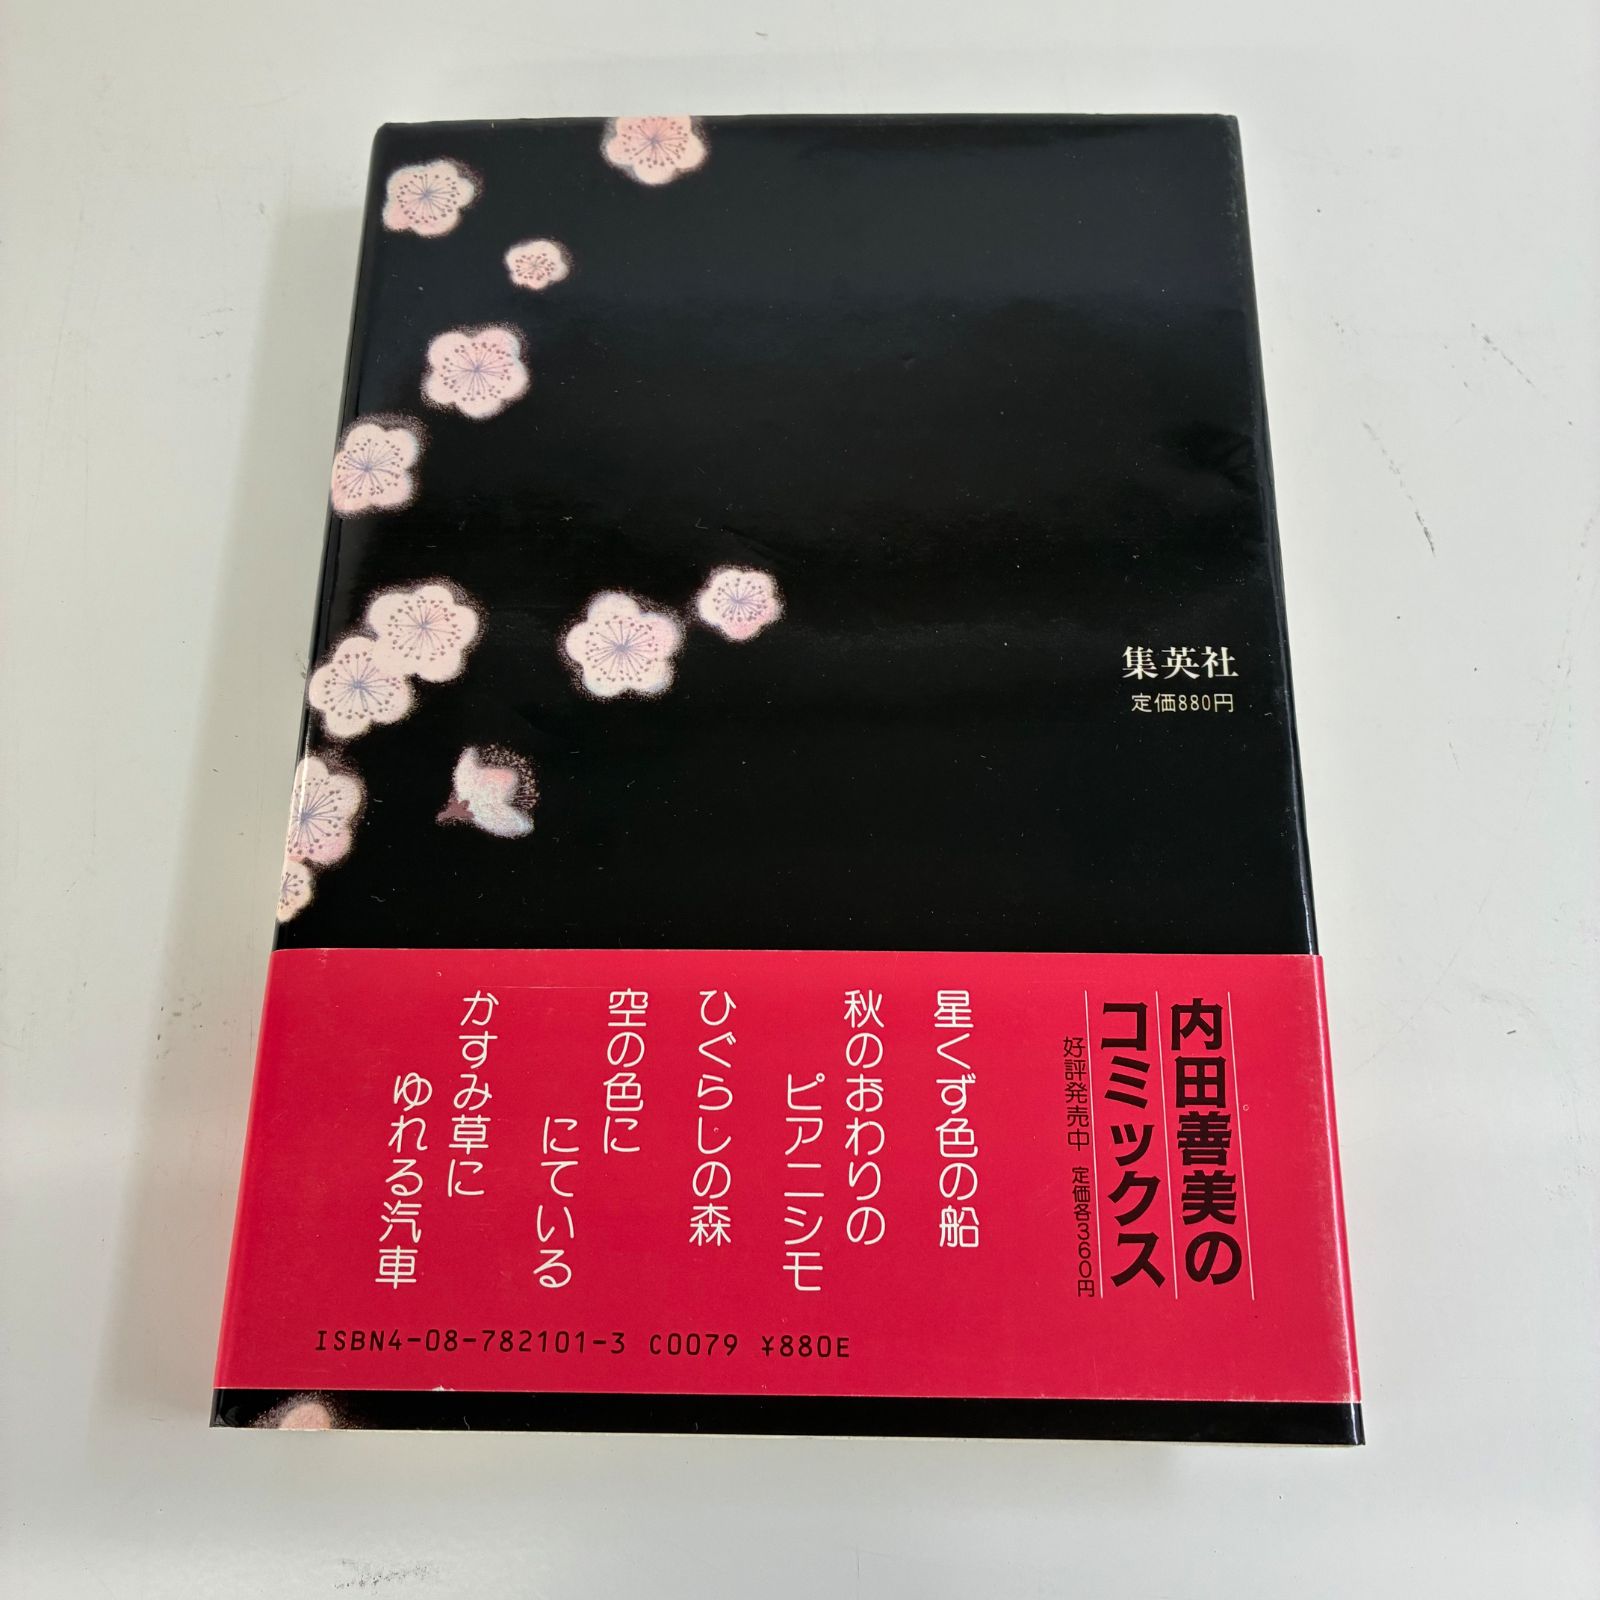 集英社
定価880円
内田善美の
コミックス
好評発売中 定価各360円
星くず色の船
秋のおわりの
ピアニシモ
ひぐらしの森
空の色に
にている
かすみ草に
ゆれる汽車
ISBN4-08-782101-3 C0079 ¥880E